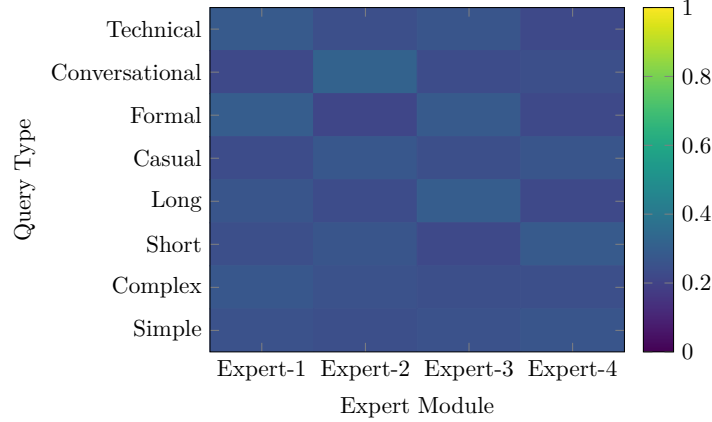 Technical
Conversational
Formal
Casual
Long
Short
Complex
Simple
Query Type
Expert-1 Expert-2 Expert-3 Expert-4
Expert Module
1
0.8
0.6
0.4
0.2
0